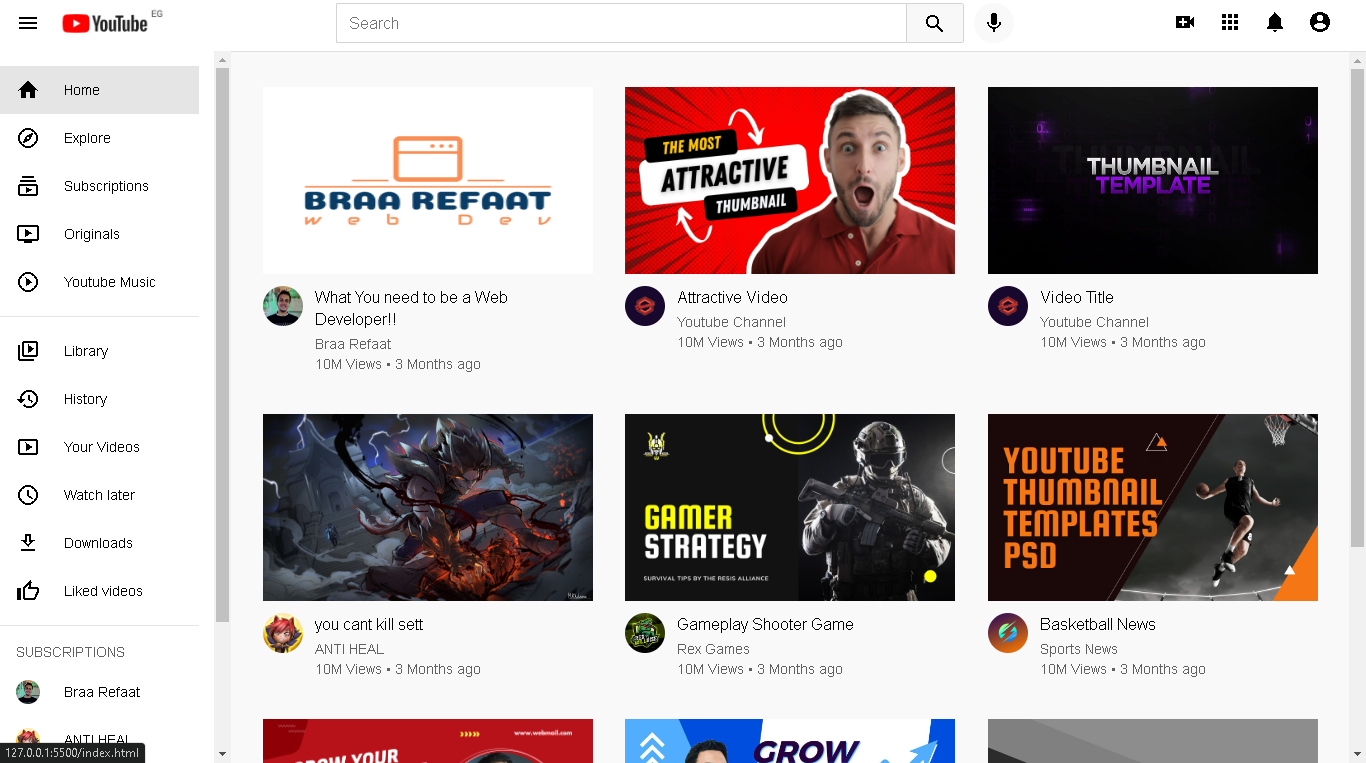 YouTube EG
Search
Home
Explore
Subscriptions
Originals
Youtube Music
Library
History
Your Videos
Watch later
Downloads
Liked videos
SUBSCRIPTIONS
Braa Refaat
ANTI HEAL
127.0.0.1:5500/index.html
BRAA REFAAT
Web Dev
What You need to be a Web
Developer!!
Braa Refaat
10M Views • 3 Months ago
THE MOST
ATTRACTIVE
THUMBNAIL
Attractive Video
Youtube Channel
10M Views • 3 Months ago
THUMBNAIL
THUMBNAIL
TEMPLATE
Video Title
Youtube Channel
10M Views • 3 Months ago
you cant kill sett
ANTI HEAL
10M Views • 3 Months ago
GAMER
STRATEGY
SURVIVAL TIPS BY THE RESIS ALLIANCE
Gameplay Shooter Game
Rex Games
10M Views • 3 Months ago
YOUTUBE
THUMBNAIL
TEMPLATES
PSD
Basketball News
Sports News
10M Views • 3 Months ago
www.webmail.com
GROW YOUR
GROW